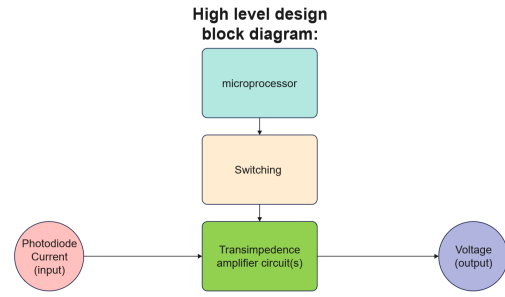 High level design
block diagram:
microprocessor
Switching
Photodiode
Current
(input)
Transimpedence
amplifier circuit(s)
Voltage
(output)